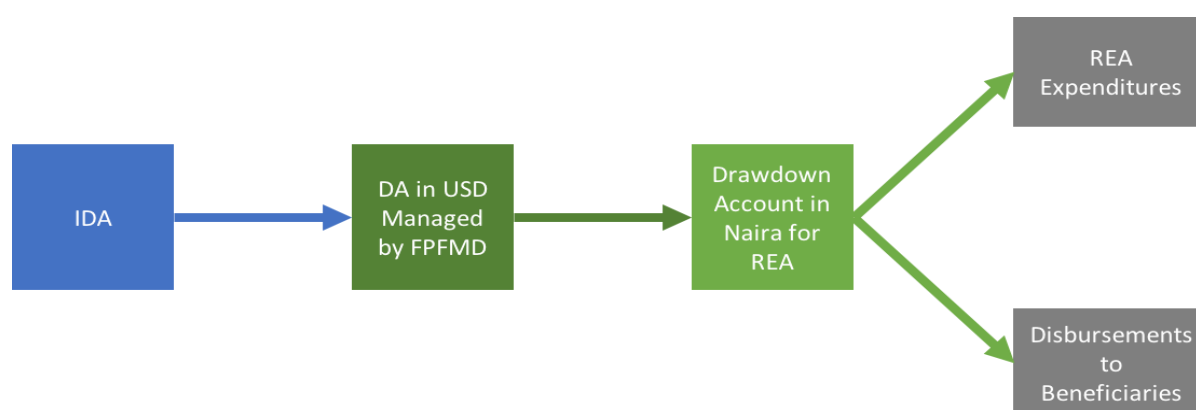 IDA
DA in USD
Managed
by FPFMD
Drawdown
Account in
Naira for
REA
REA
Expenditures
Disbursements
to
Beneficiaries